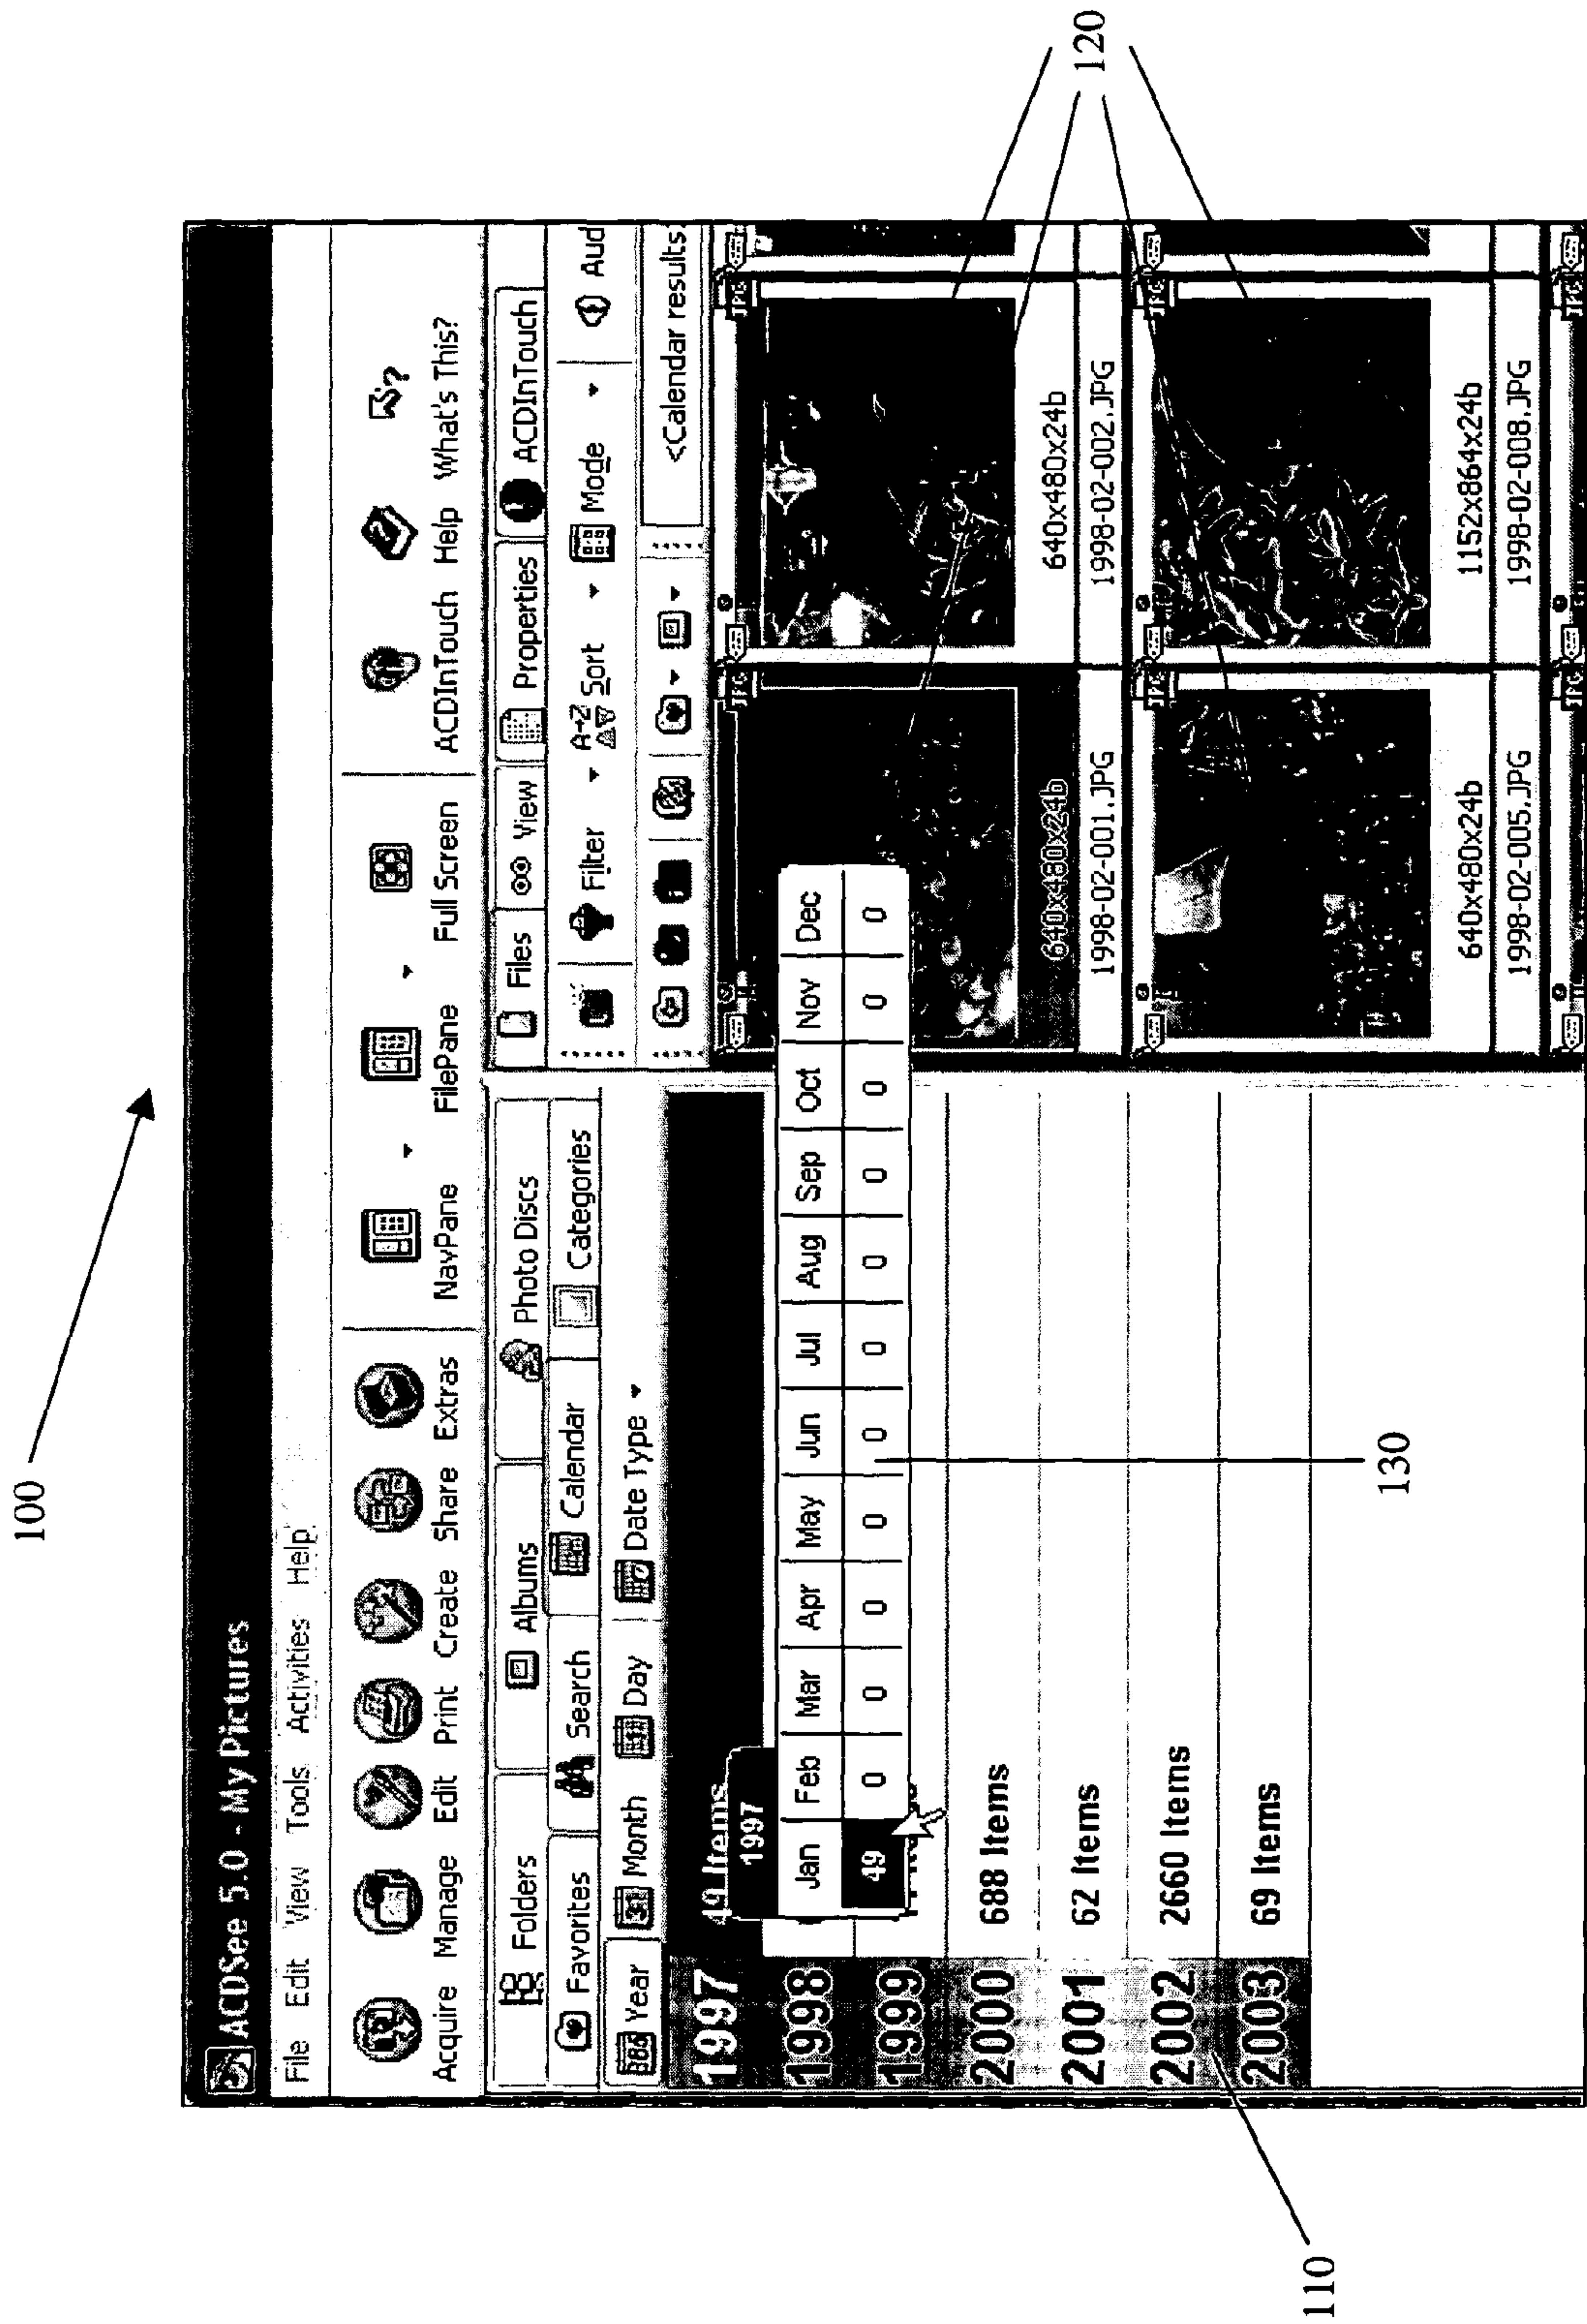 100
ACDSee 5.0 - My Pictures
File Edit View Tools Activities Help
Acquire Manage Edit Print Create Share Extras NavPane FilePane Full Screen ACDInTouch Help What's This?
Folders Albums Photo Discs
Favorites Search Calendar Categories
Year Month Day Date Type
Files View Properties ACDInTouch
Filter Sort Mode Aud
<Calendar results
1997 49 Items
1998
1999
2000 688 Items
2001 62 Items
2002 2660 Items
2003 69 Items
1997
Jan Feb Mar Apr May Jun Jul Aug Sep Oct Nov Dec
49 0 0 0 0 0 0 0 0 0 0 0
JPG JPG
640x480x24b 640x480x24b
1998-02-001.JPG 1998-02-002.JPG
JPG JPG
640x480x24b 1152x864x24b
1998-02-005.JPG 1998-02-008.JPG
JPG JPG
110
120
130